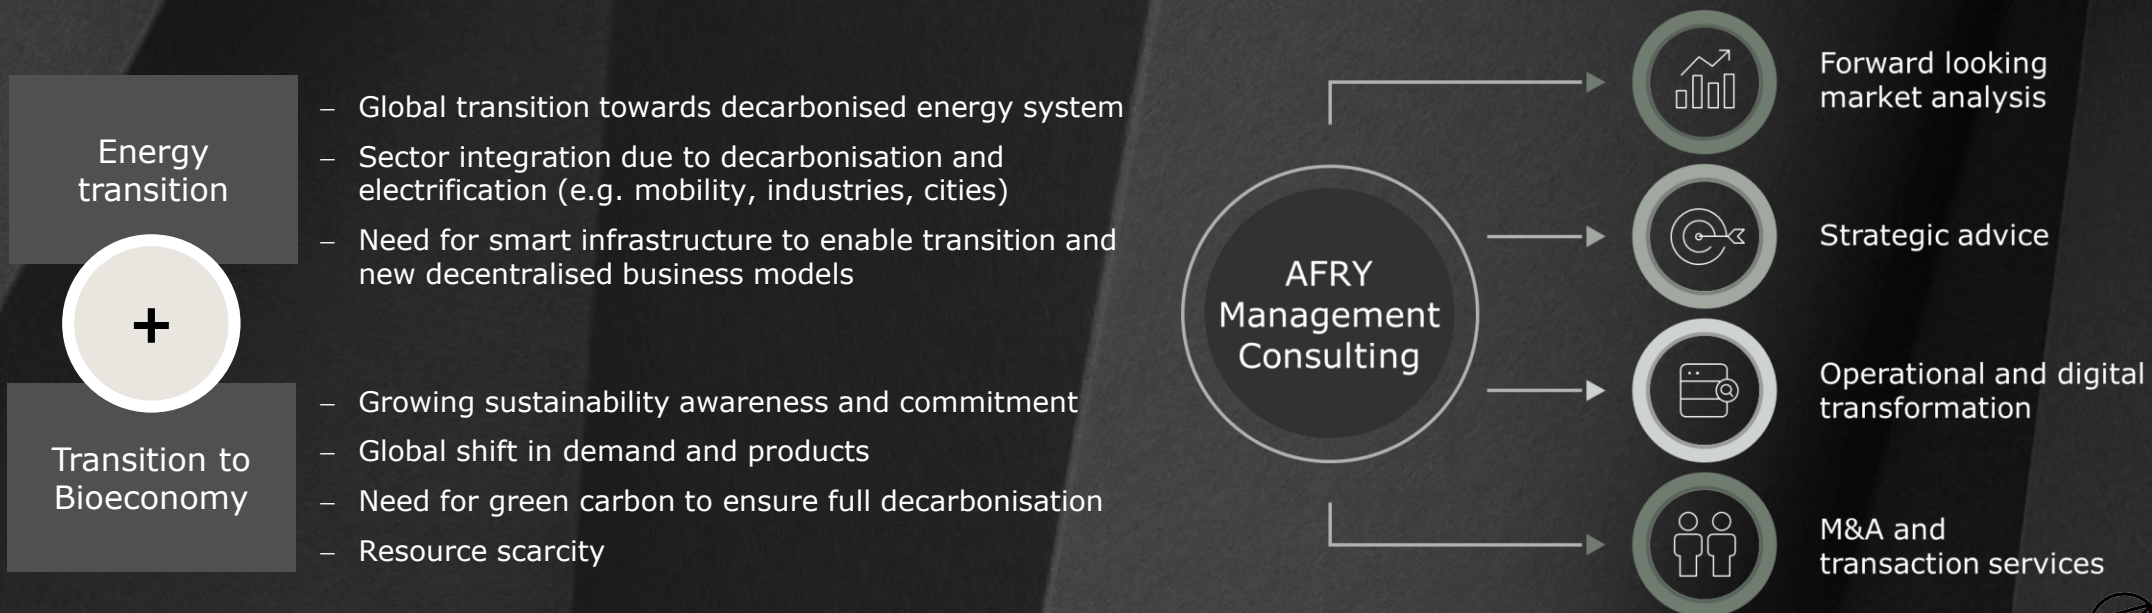 Energy
transition
– Global transition towards decarbonised energy system
– Sector integration due to decarbonisation and
electrification (e.g. mobility, industries, cities)
– Need for smart infrastructure to enable transition and
new decentralised business models
+
Transition to
Bioeconomy
– Growing sustainability awareness and commitment
– Global shift in demand and products
– Need for green carbon to ensure full decarbonisation
– Resource scarcity
AFRY
Management
Consulting
Forward looking
market analysis
Strategic advice
Operational and digital
transformation
M&A and
transaction services